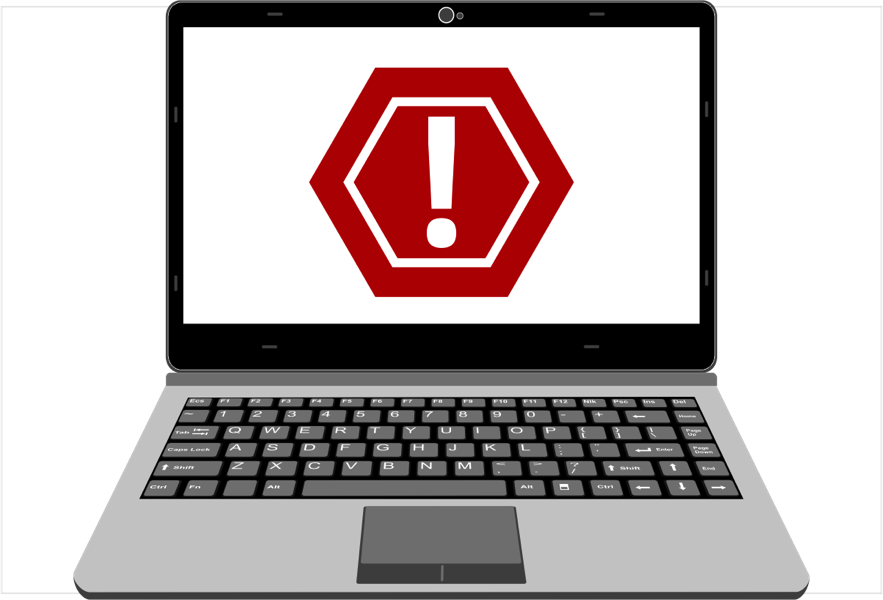 !
Ecs F1 F2 F3 F4 F5 F6 F7 F8 F9 F10 F11 F12 Nlk Psc Ins Del
~ 1 2 3 4 5 6 7 8 9 0 - + ← Home
Tab Q W E R T Y U I O P { } \ Page Up
Caps Lock A S D F G H J K L ; Enter Page Down
Shift Z X C V B N M < > / Shift End
Ctrl Fn Alt Alt Ctrl